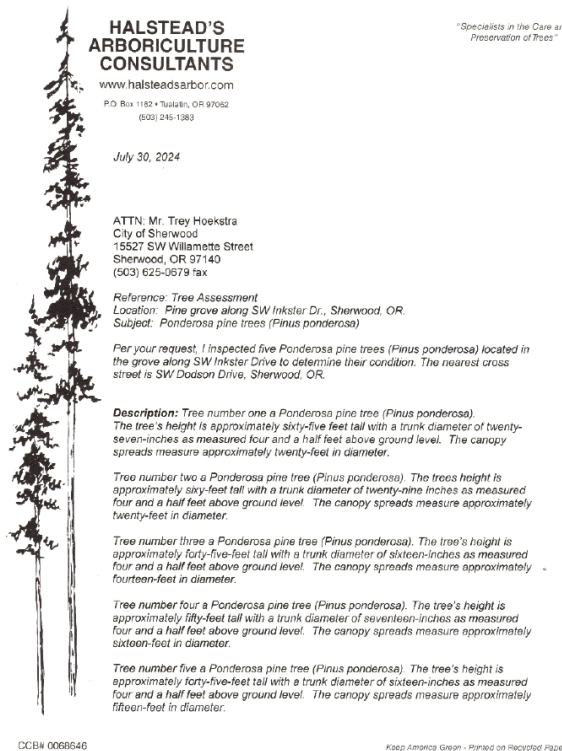 HALSTEAD'S
ARBORICULTURE
CONSULTANTS
www.halsteadsarbor.com
P.O. Box 1182 • Tualatin, OR 97062
(503) 245-1383
"Specialists in the Care an
Preservation of Trees"
July 30, 2024
ATTN: Mr. Trey Hoekstra
City of Sherwood
15527 SW Willamette Street
Sherwood, OR 97140
(503) 625-0679 fax
Reference: Tree Assessment
Location: Pine grove along SW Inkster Dr., Sherwood, OR.
Subject: Ponderosa pine trees (Pinus ponderosa)
Per your request, I inspected five Ponderosa pine trees (Pinus ponderosa) located in
the grove along SW Inkster Drive to determine their condition. The nearest cross
street is SW Dodson Drive, Sherwood, OR.
Description: Tree number one a Ponderosa pine tree (Pinus ponderosa).
The tree's height is approximately sixty-five feet tall with a trunk diameter of twenty-
seven-inches as measured four and a half feet above ground level. The canopy
spreads measure approximately twenty-feet in diameter.
Tree number two a Ponderosa pine tree (Pinus ponderosa). The trees height is
approximately sixy-feet tall with a trunk diameter of twenty-nine inches as measured
four and a half feet above ground level. The canopy spreads measure approximately
twenty-feet in diameter.
Tree number three a Ponderosa pine tree (Pinus ponderosa). The tree's height is
approximately forty-five-feet tall with a trunk diameter of sixteen-inches as measured
four and a half feet above ground level. The canopy spreads measure approximately
fourteen-feet in diameter.
Tree number four a Ponderosa pine tree (Pinus ponderosa). The tree's height is
approximately fifty-feet tall with a trunk diameter of seventeen-inches as measured
four and a half feet above ground level. The canopy spreads measure approximately
sixteen-feet in diameter.
Tree number five a Ponderosa pine tree (Pinus ponderosa). The tree's height is
approximately forty-five-feet tall with a trunk diameter of sixteen-inches as measured
four and a half feet above ground level. The canopy spreads measure approximately
fifteen-feet in diameter.
CCB# 0068646
Keep America Green - Printed on Recycled Pape